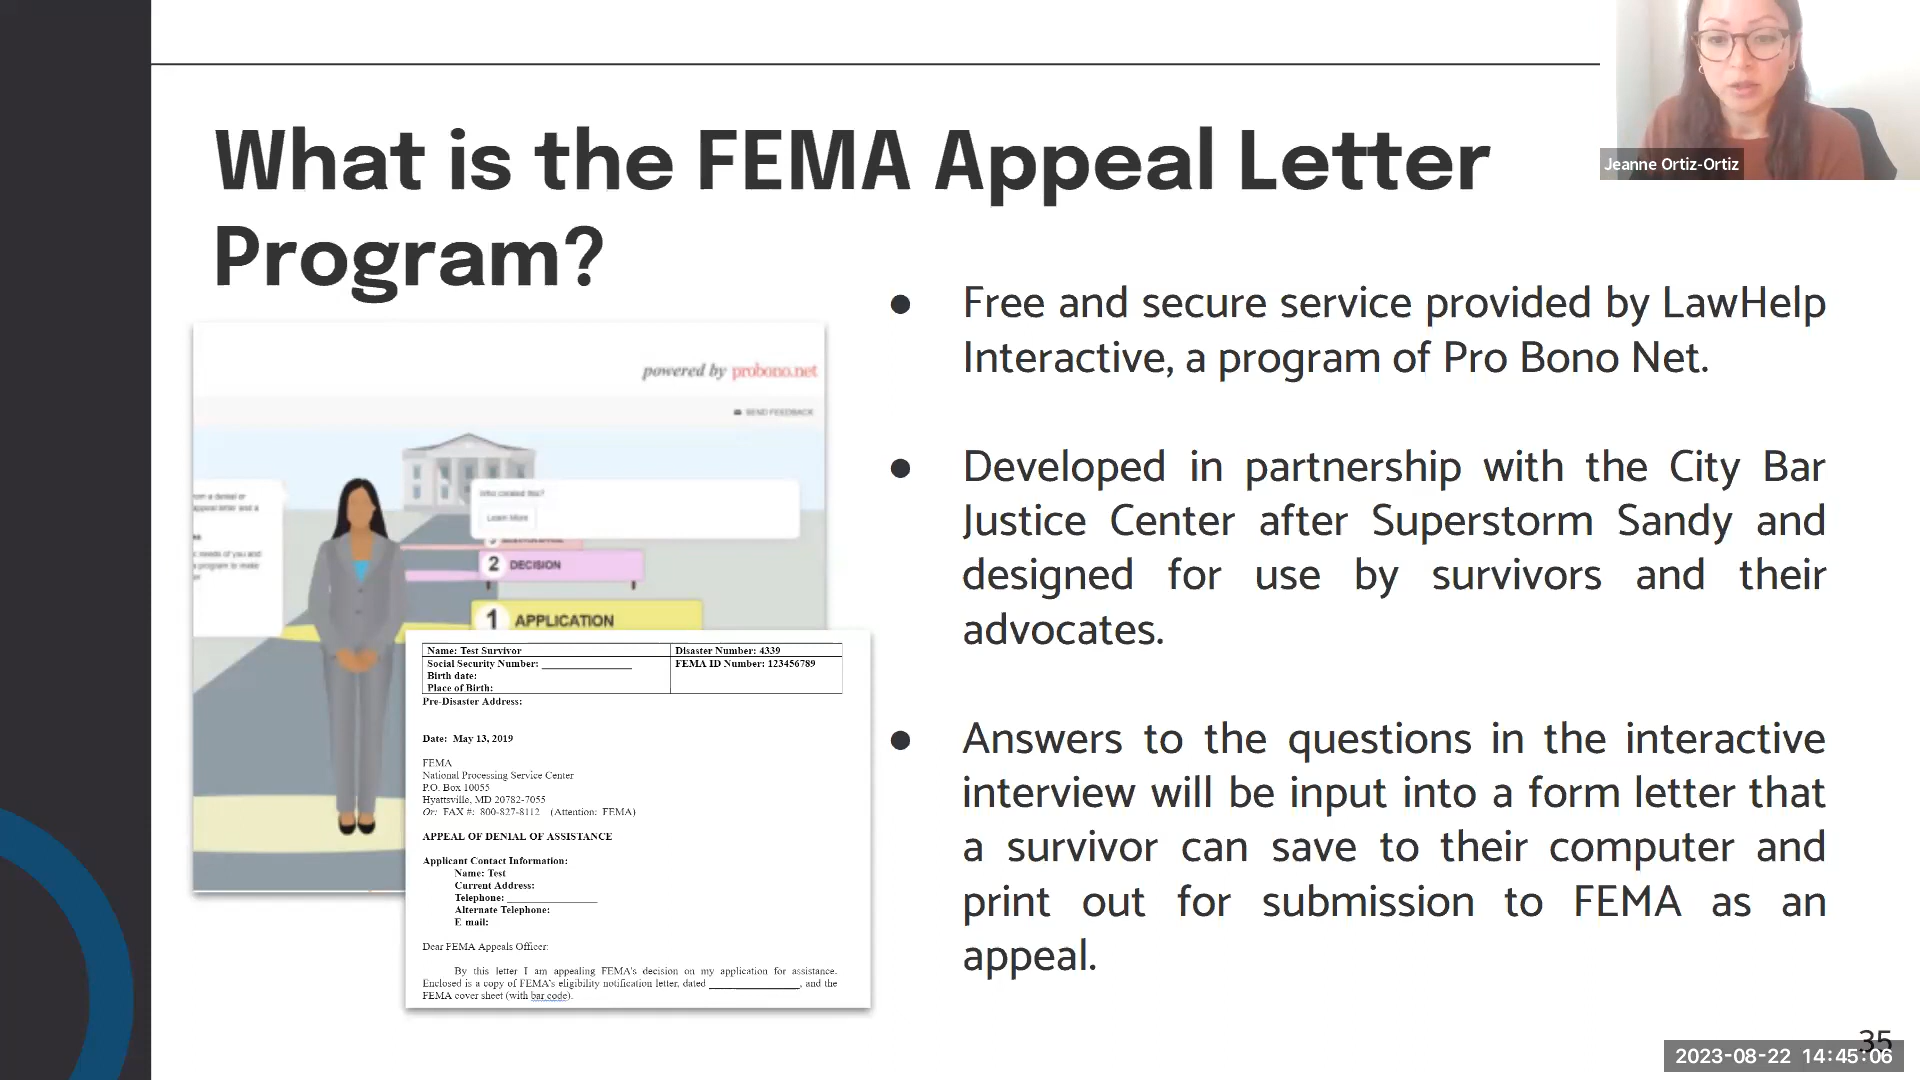 Jeanne Ortiz-Ortiz
What is the FEMA Appeal Letter
Program?
powered by probono.net
SEND FEEDBACK
Who created this?
Learn More
2 DECISION
1 APPLICATION
Name: Test Survivor
Social Security Number:
Birth date:
Place of Birth:
Disaster Number: 4339
FEMA ID Number: 123456789
Pre-Disaster Address:
Date: May 13, 2019
FEMA
National Processing Service Center
P.O. Box 10055
Hyattsville, MD 20782-7055
Or: FAX #: 800-827-8112 (Attention: FEMA)
APPEAL OF DENIAL OF ASSISTANCE
Applicant Contact Information:
Name: Test
Current Address:
Telephone:
Alternate Telephone:
E mail:
Dear FEMA Appeals Officer:
By this letter I am appealing FEMA's decision on my application for assistance.
Enclosed is a copy of FEMA's eligibility notification letter, dated ________________, and the
FEMA cover sheet (with bar code).
● Free and secure service provided by LawHelp
Interactive, a program of Pro Bono Net.
● Developed in partnership with the City Bar
Justice Center after Superstorm Sandy and
designed for use by survivors and their
advocates.
● Answers to the questions in the interactive
interview will be input into a form letter that
a survivor can save to their computer and
print out for submission to FEMA as an
appeal.
35
2023-08-22 14:45:06